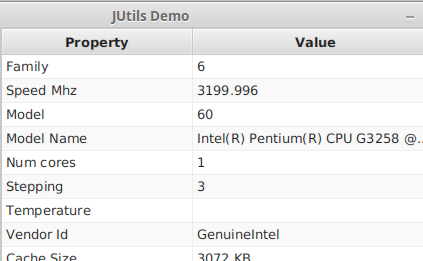 JUtils Demo
Property Value
Family 6
Speed Mhz 3199.996
Model 60
Model Name Intel(R) Pentium(R) CPU G3258 @..
Num cores 1
Stepping 3
Temperature
Vendor Id GenuineIntel
Cache Size 3072 KB